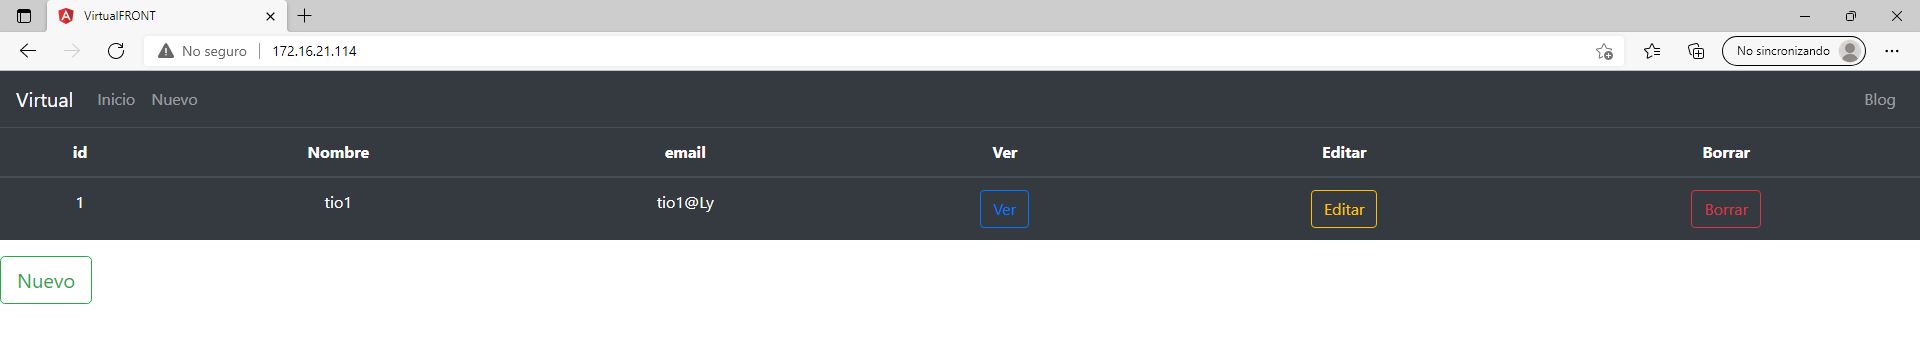 VirtualFRONT
No seguro 172.16.21.114 No sincronizando
Virtual Inicio Nuevo Blog
id Nombre email Ver Editar Borrar
1 tio1 tio1@Ly Ver Editar Borrar
Nuevo